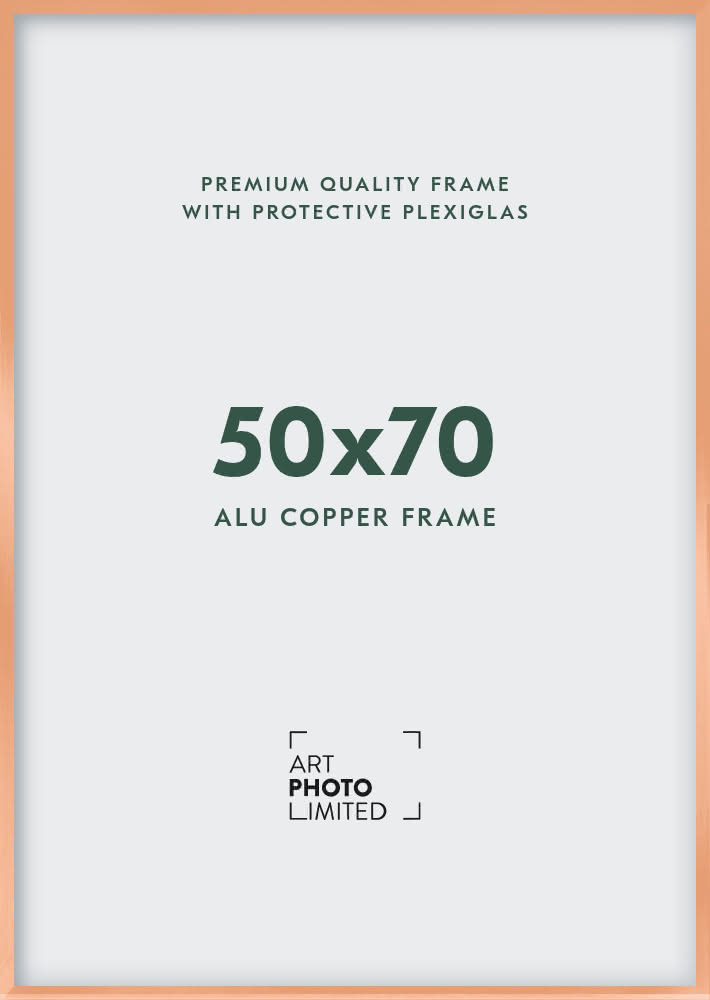 PREMIUM QUALITY FRAME
WITH PROTECTIVE PLEXIGLAS
50x70
ALU COPPER FRAME
ART
PHOTO
LIMITED